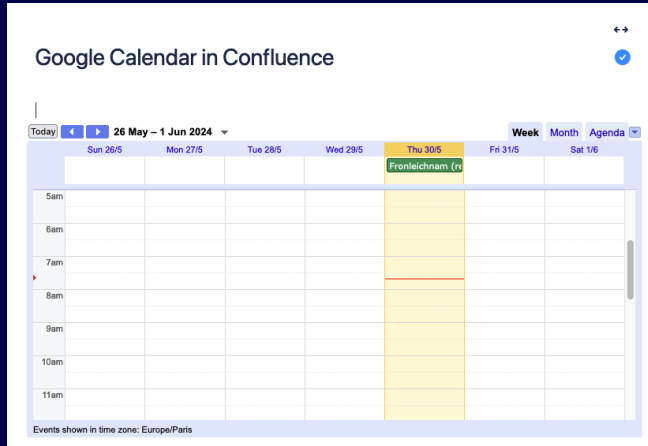 Google Calendar in Confluence
Today 26 May – 1 Jun 2024 Week Month Agenda
Sun 26/5 Mon 27/5 Tue 28/5 Wed 29/5 Thu 30/5 Fri 31/5 Sat 1/6
Fronleichnam (re
5am
6am
7am
8am
9am
10am
11am
Events shown in time zone: Europe/Paris